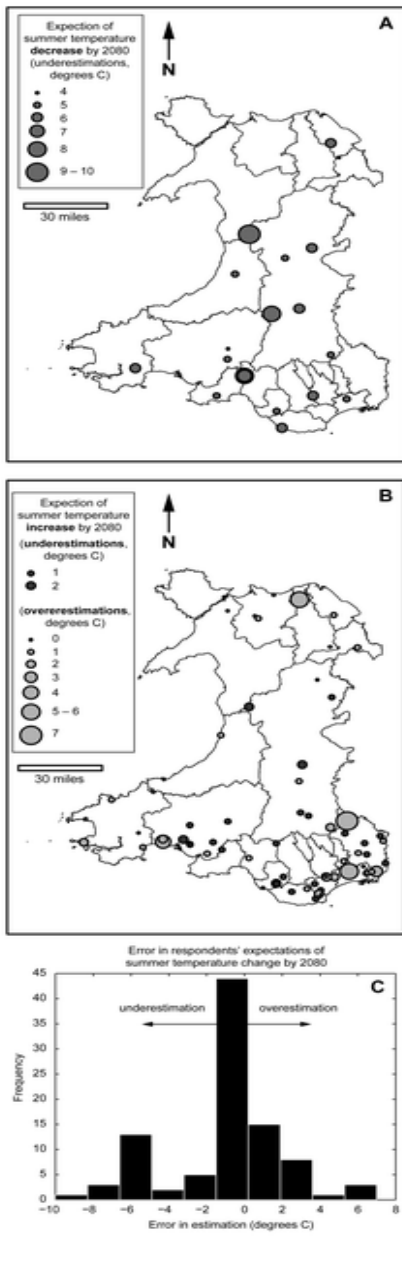 A
Expection of
summer temperature
decrease by 2080
(underestimations,
degrees C)
4
5
6
7
8
9 – 10
N
30 miles
B
Expection of
summer temperature
increase by 2080
(underestimations,
degrees C)
1
2
(overerestimations,
degrees C)
0
1
2
3
4
5 – 6
7
N
30 miles
Error in respondents' expectations of
summer temperature change by 2080
C
underestimation
overestimation
Frequency
45
40
35
30
25
20
15
10
5
0
−10 −8 −6 −4 −2 0 2 4 6 8
Error in estimation (degrees C)